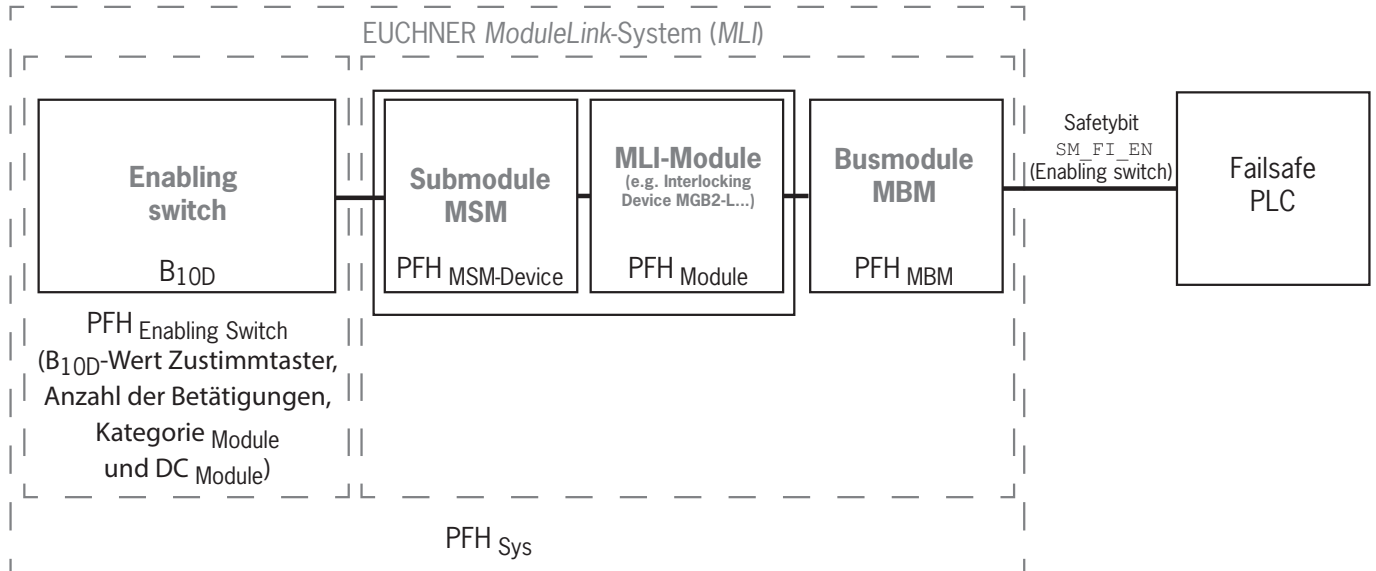 EUCHNER ModuleLink-System (MLI)
Enabling
switch
B10D
PFH Enabling Switch
(B10D-Wert Zustimmtaster,
Anzahl der Betätigungen,
Kategorie Module
und DC Module)
Submodule
MSM
PFH MSM-Device
MLI-Module
(e.g. Interlocking
Device MGB2-L...)
PFH Module
Busmodule
MBM
PFH MBM
Safetybit
SM_FI_EN
(Enabling switch)
Failsafe
PLC
PFH Sys